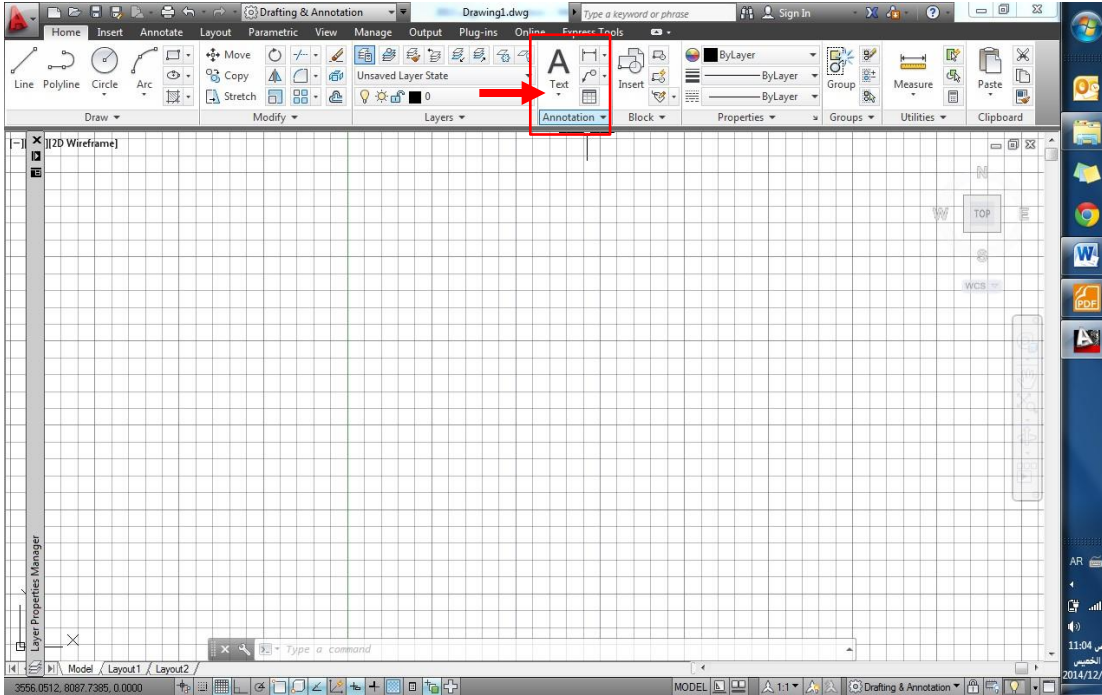 Drafting & Annotation
Drawing1.dwg
Type a keyword or phrase
Sign In
Home Insert Annotate Layout Parametric View Manage Output Plug-ins Online Express Tools
Line Polyline Circle Arc
Move
Copy
Stretch
Unsaved Layer State
0
A
Text
Insert
ByLayer
ByLayer
ByLayer
Group
Measure
Paste
Draw
Modify
Layers
Annotation
Block
Properties
Groups
Utilities
Clipboard
[−] ][2D Wireframe]
N
W TOP E
S
WCS
W
PDF
Layer Properties Manager
X
Type a command
Model Layout1 Layout2
3556.0512, 8087.7385, 0.0000
MODEL
1:1
Drafting & Annotation
AR
11:04
الخميس
2014/12/